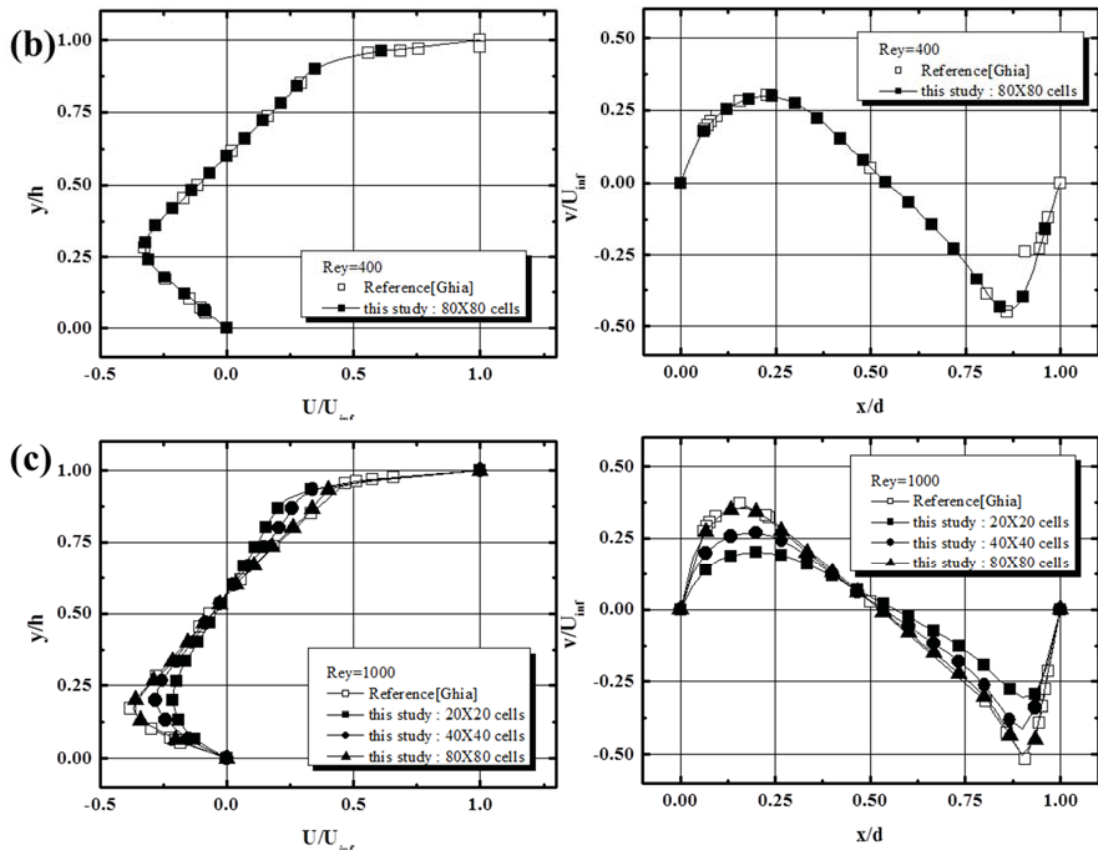 (b)
1.00
0.75
0.50
0.25
0.00
y/h
Rey=400
Reference[Ghia]
this study : 80X80 cells
-0.5
0.0
0.5
1.0
U/U inf
0.50
0.25
0.00
-0.25
-0.50
v/U inf
Rey=400
Reference[Ghia]
this study : 80X80 cells
0.00
0.25
0.50
0.75
1.00
x/d
(c)
1.00
0.75
0.50
0.25
0.00
y/h
Rey=1000
Reference[Ghia]
this study : 20X20 cells
this study : 40X40 cells
this study : 80X80 cells
-0.5
0.0
0.5
1.0
U/U inf
0.50
0.25
0.00
-0.25
-0.50
v/U inf
Rey=1000
Reference[Ghia]
this study : 20X20 cells
this study : 40X40 cells
this study : 80X80 cells
0.00
0.25
0.50
0.75
1.00
x/d